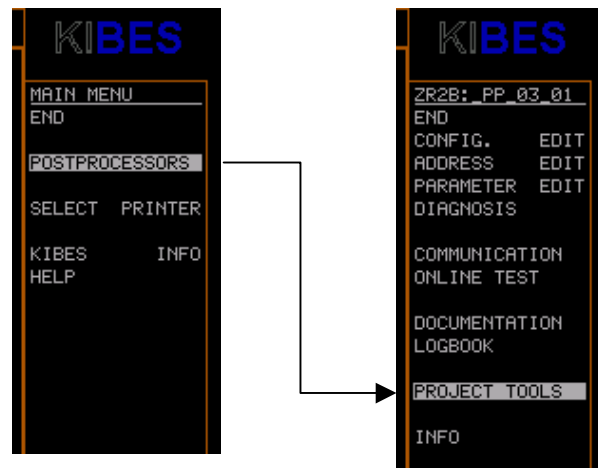 KIBES
MAIN MENU
END
POSTPROCESSORS
SELECT PRINTER
KIBES INFO
HELP
KIBES
ZR2B:_PP_03_01
END
CONFIG. EDIT
ADDRESS EDIT
PARAMETER EDIT
DIAGNOSIS
COMMUNICATION
ONLINE TEST
DOCUMENTATION
LOGBOOK
PROJECT TOOLS
INFO